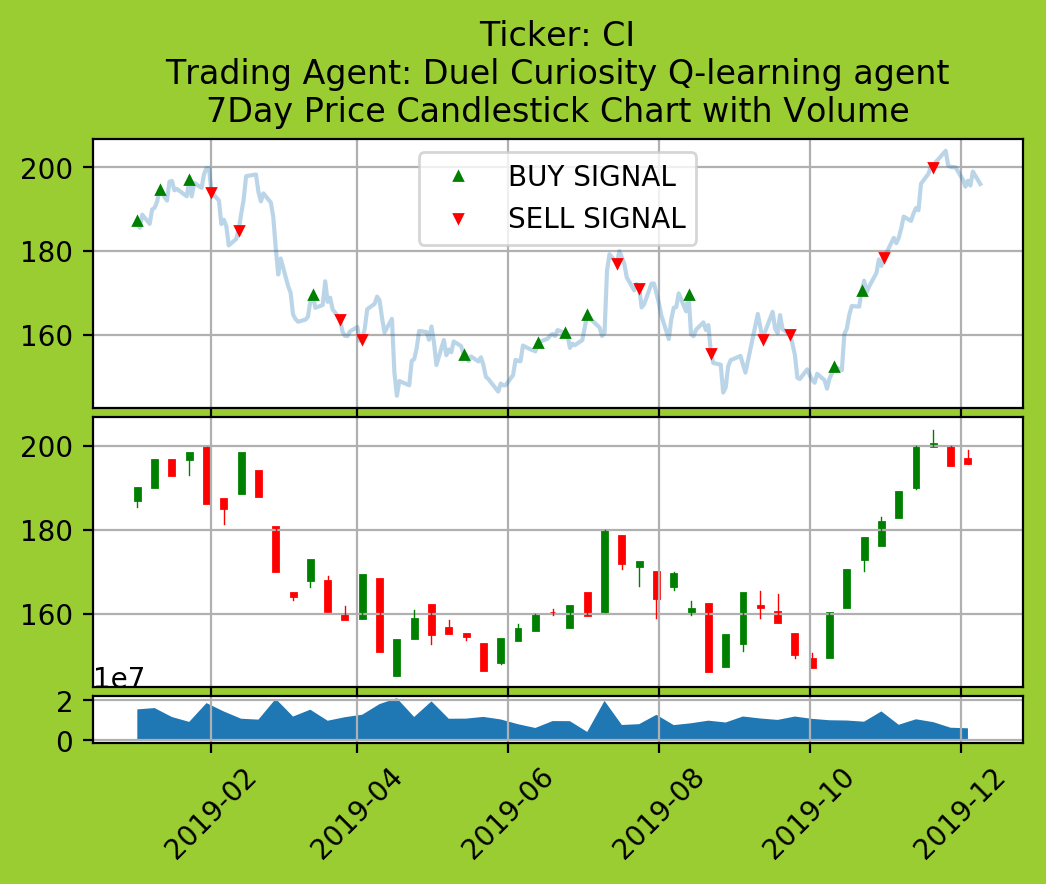 Ticker: CI
Trading Agent: Duel Curiosity Q-learning agent
7Day Price Candlestick Chart with Volume
200
180
160
BUY SIGNAL
SELL SIGNAL
200
180
160
1e7
2
0
2019-02
2019-04
2019-06
2019-08
2019-10
2019-12